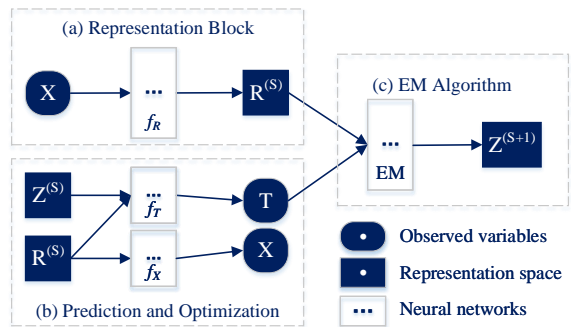 (a) Representation Block
X
...
f_R
R^(S)
(c) EM Algorithm
...
EM
Z^(S+1)
Z^(S)
...
f_T
T
R^(S)
...
f_X
X
(b) Prediction and Optimization
Observed variables
Representation space
... Neural networks